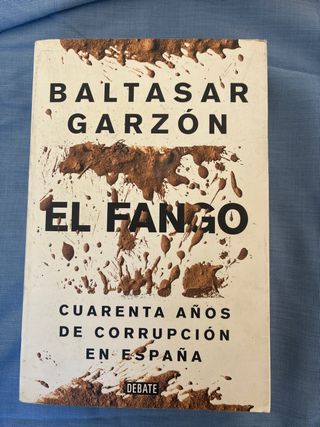 BALTASAR
GARZÓN
EL FANGO
CUARENTA AÑOS
DE CORRUPCIÓN
EN ESPAÑA
DEBATE